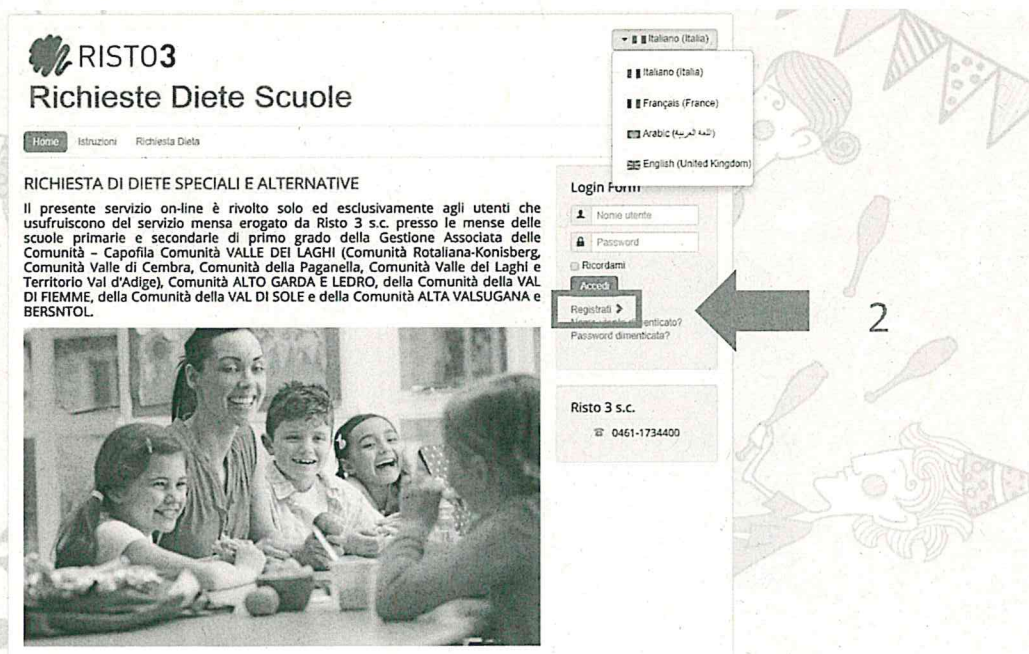 RISTO3
Richieste Diete Scuole
Italiano (Italia)
Italiano (Italia)
Français (France)
Arabic (اللغة العربية)
English (United Kingdom)
Home Istruzioni Richiesta Dieta
RICHIESTA DI DIETE SPECIALI E ALTERNATIVE
Il presente servizio on-line è rivolto solo ed esclusivamente agli utenti che
usufruiscono del servizio mensa erogato da Risto 3 s.c. presso le mense delle
scuole primarie e secondarie di primo grado della Gestione Associata delle
Comunità – Capofila Comunità VALLE DEI LAGHI (Comunità Rotaliana-Konisberg,
Comunità Valle di Cembra, Comunità della Paganella, Comunità Valle dei Laghi e
Territorio Val d'Adige), Comunità ALTO GARDA E LEDRO, della Comunità della VAL
DI FIEMME, della Comunità della VAL DI SOLE e della Comunità ALTA VALSUGANA e
BERSNTOL.
Login Form
Nome utente
Password
Ricordami
Accedi
Registrati
Nome utente dimenticato?
Password dimenticata?
2
Risto 3 s.c.
0461-1734400